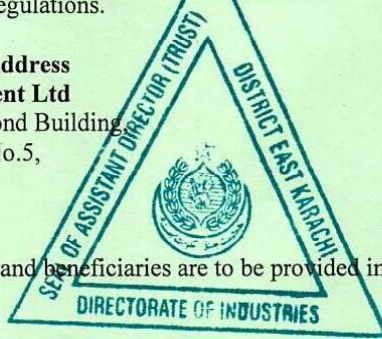 egulations.
ddress
ent Ltd
ond Building,
No.5,
and beneficiaries are to be provided in
SEAL OF ASSISTANT DIRECTOR (TRUST)
DISTRICT EAST KARACHI
DIRECTORATE OF INDUSTRIES